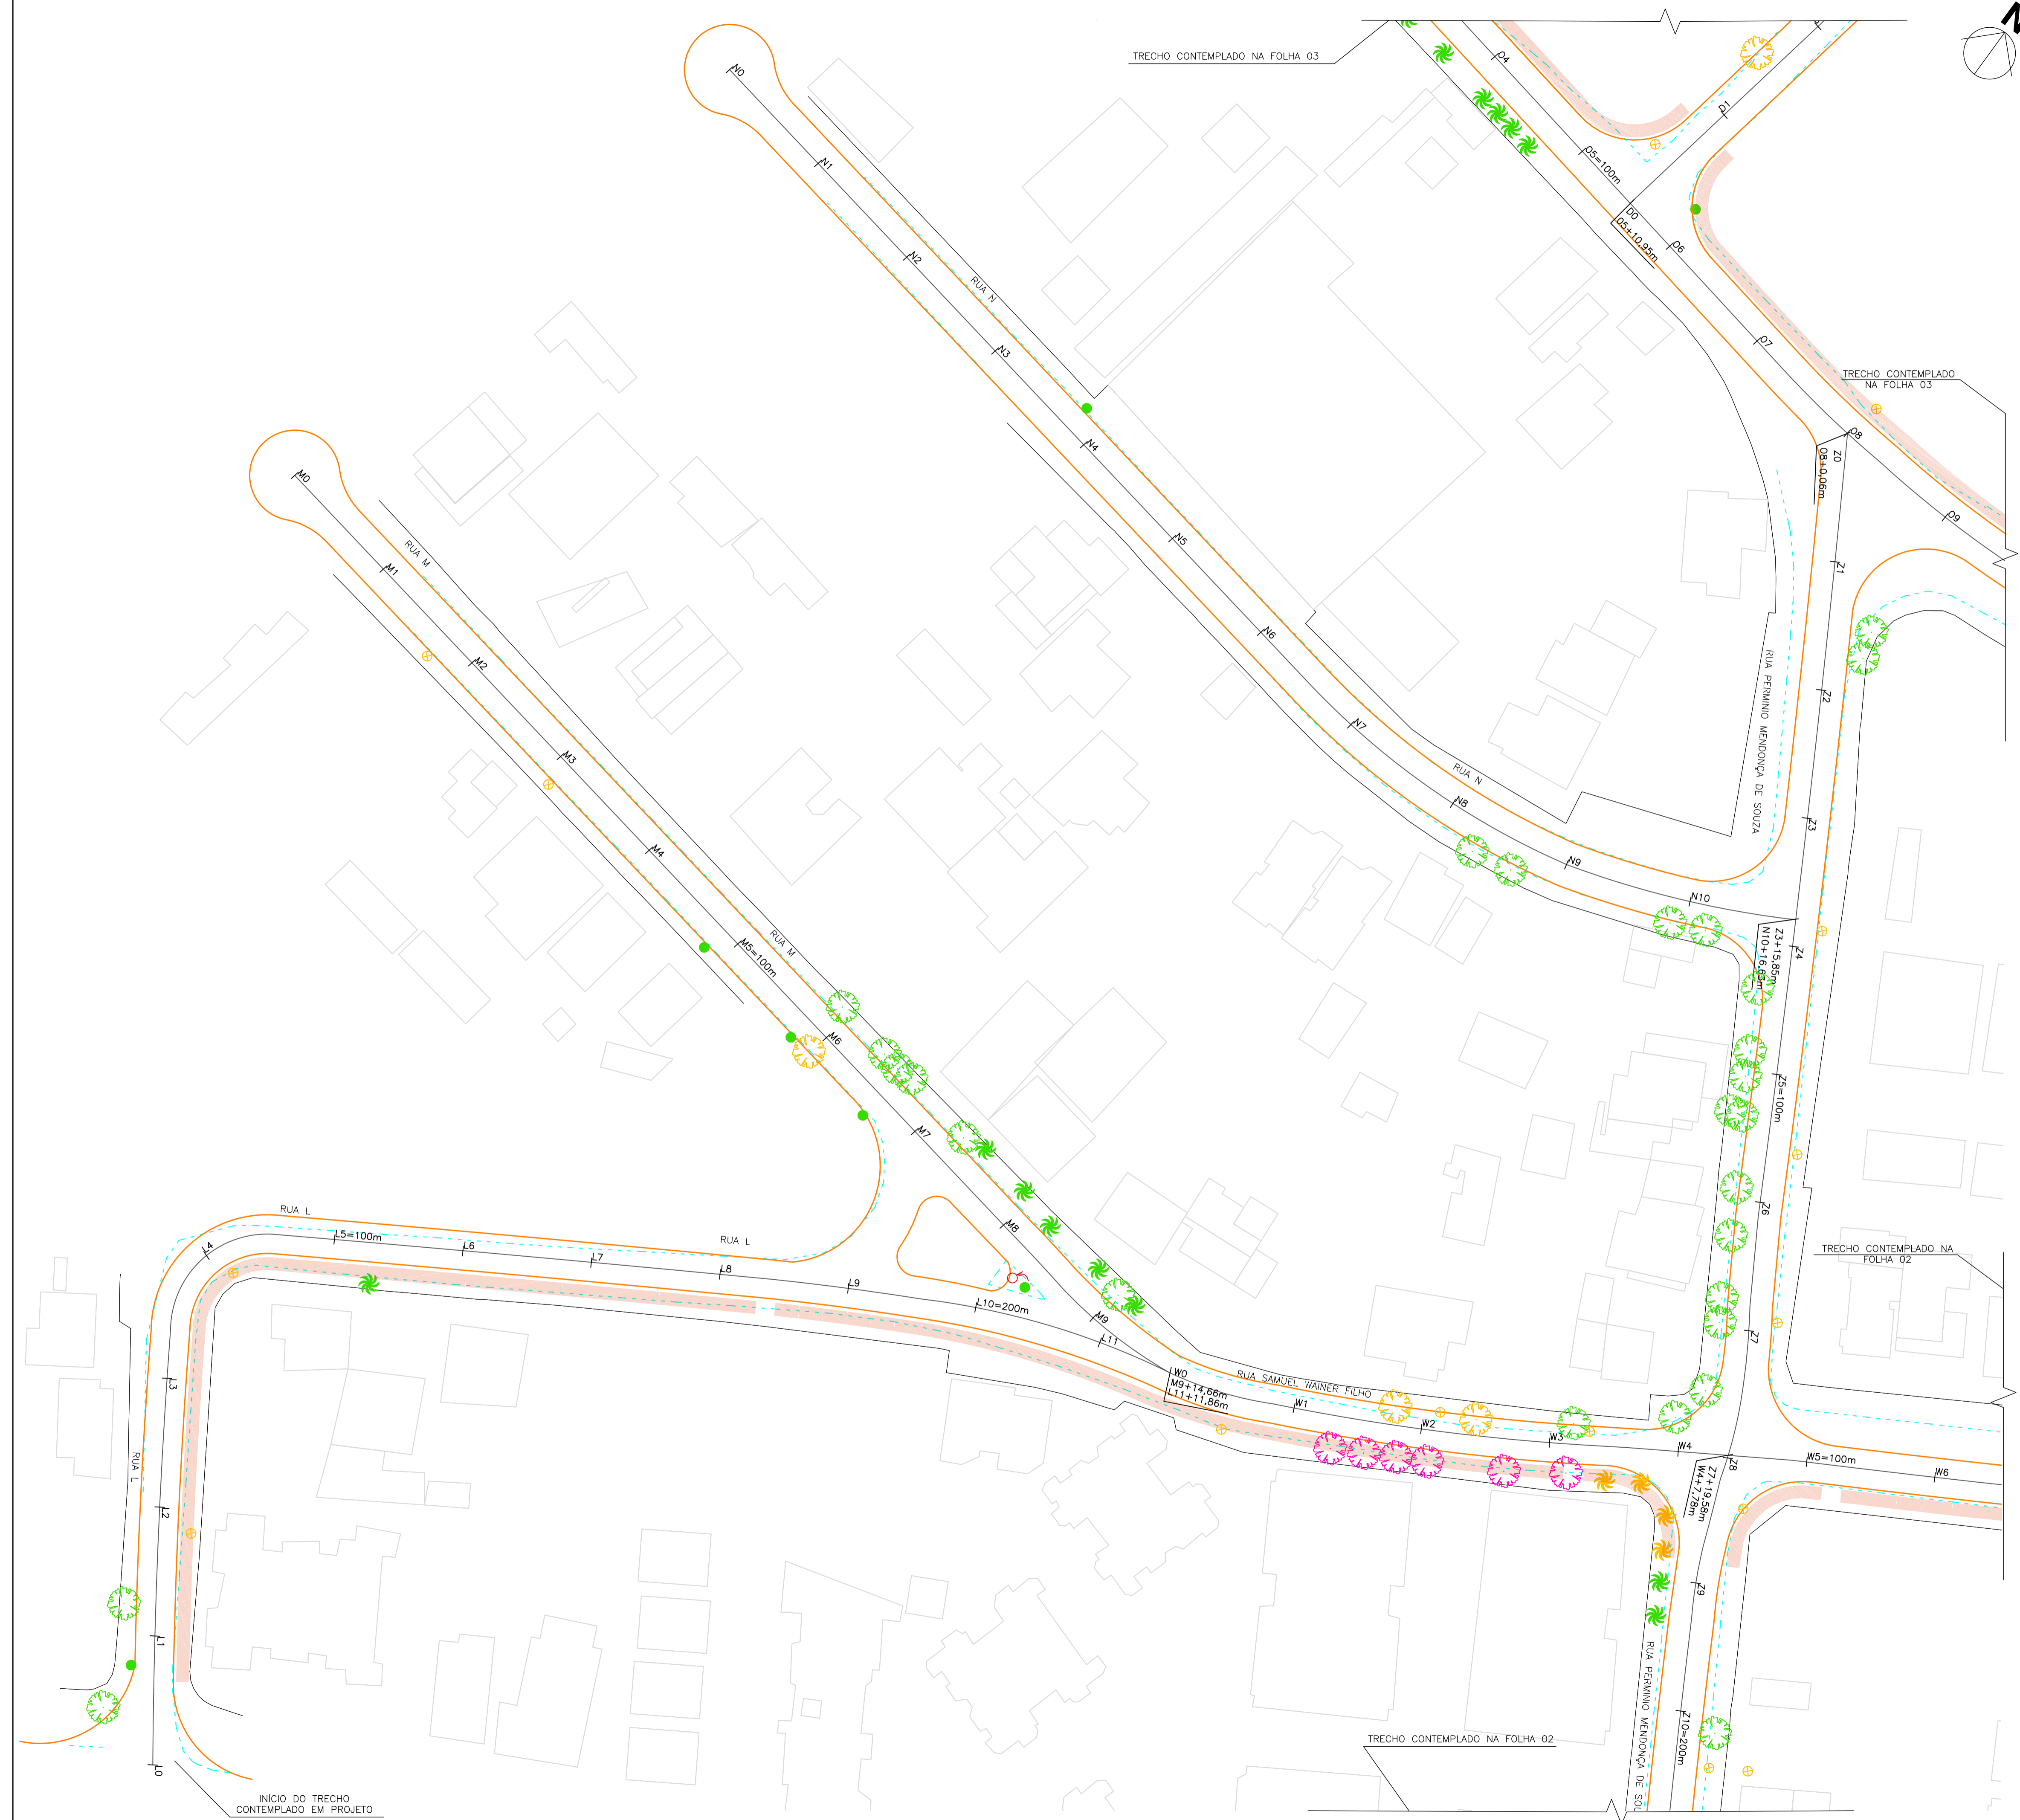 TRECHO CONTEMPLADO NA FOLHA 03
N
O4
O1
D1
O5=100m
D0
O5+10,95m
O6
O7
TRECHO CONTEMPLADO
NA FOLHA 03
O8
Z0
O8+0,06m
O9
N0
N1
N2
RUA N
N3
N4
N5
N6
N7
RUA N
N8
N9
N10
Z1
Z2
RUA PERMINIO MENDONÇA DE SOUZA
Z3
Z3+15,85m
N10+16,63m
Z4
Z5=100m
Z6
Z7
M0
RUA M
M1
M2
M3
M4
RUA M
M5=100m
M6
M7
M8
M9
RUA L
L4
L5=100m
L6
L7
RUA L
L8
L9
L10=200m
L11
W0
M9+14,66m
L11+11,86m
RUA SAMUEL WAINER FILHO
W1
W2
W3
W4
Z8
Z7+19,58m
W4+7,78m
W5=100m
W6
TRECHO CONTEMPLADO NA
FOLHA 02
L3
RUA L
L2
L1
L0
Z9
RUA PERMINIO MENDONÇA DE SOU
Z10=200m
TRECHO CONTEMPLADO NA FOLHA 02
INÍCIO DO TRECHO
CONTEMPLADO EM PROJETO